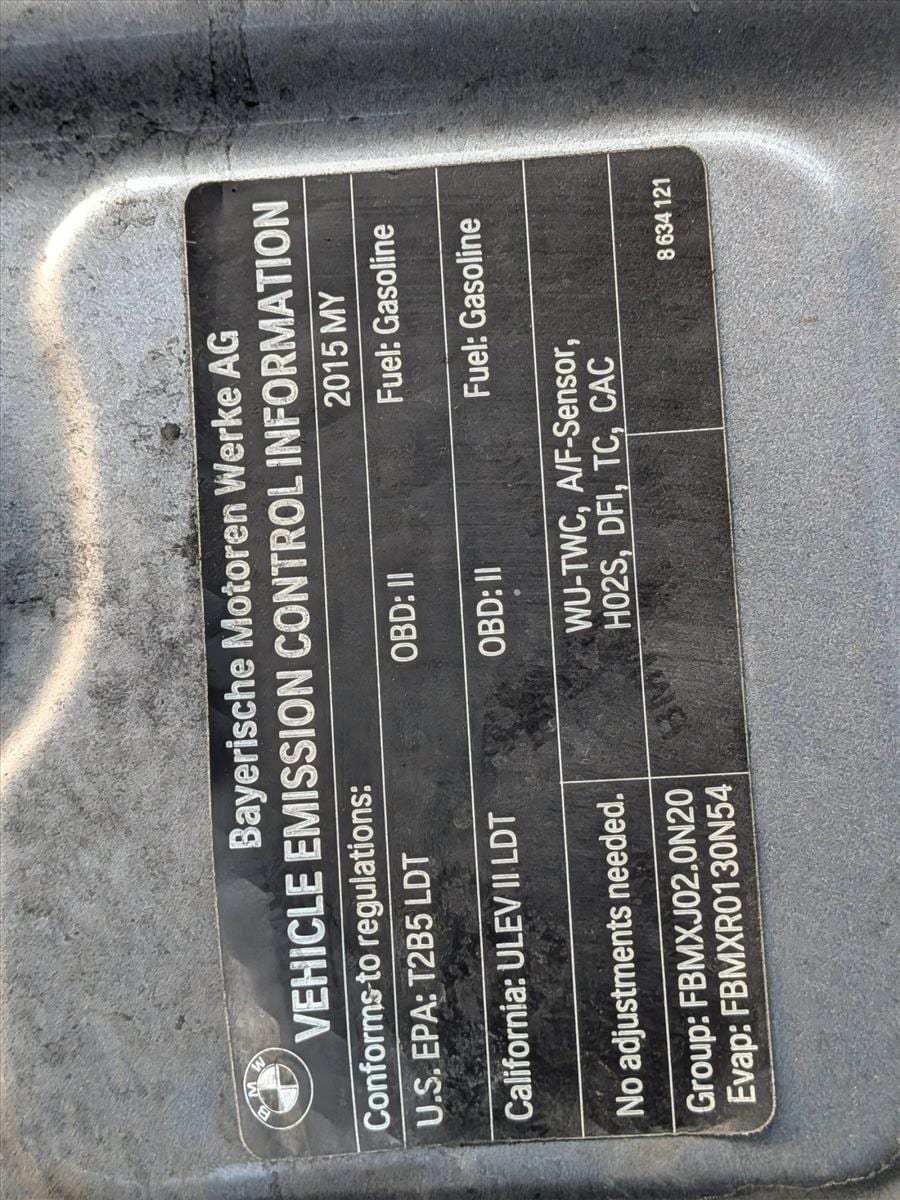 BMW
Bayerische Motoren Werke AG
VEHICLE EMISSION CONTROL INFORMATION
Conforms to regulations: 2015 MY
U.S. EPA: T2B5 LDT OBD: II Fuel: Gasoline
California: ULEV II LDT OBD: II Fuel: Gasoline
No adjustments needed.
WU-TWC, A/F-Sensor,
H02S, DFI, TC, CAC
Group: FBMXJ02.0N20
Evap: FBMXR0130N54
8 634 121